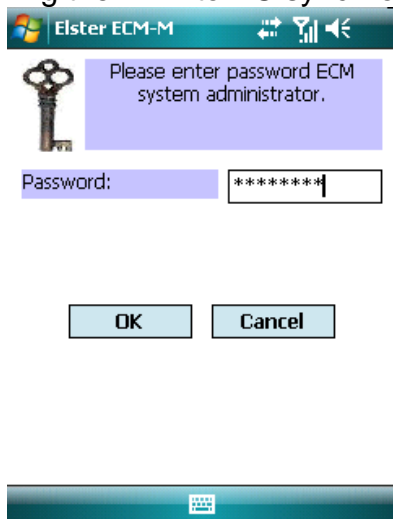 Elster ECM-M
Please enter password ECM
system administrator.
Password: ********
OK Cancel